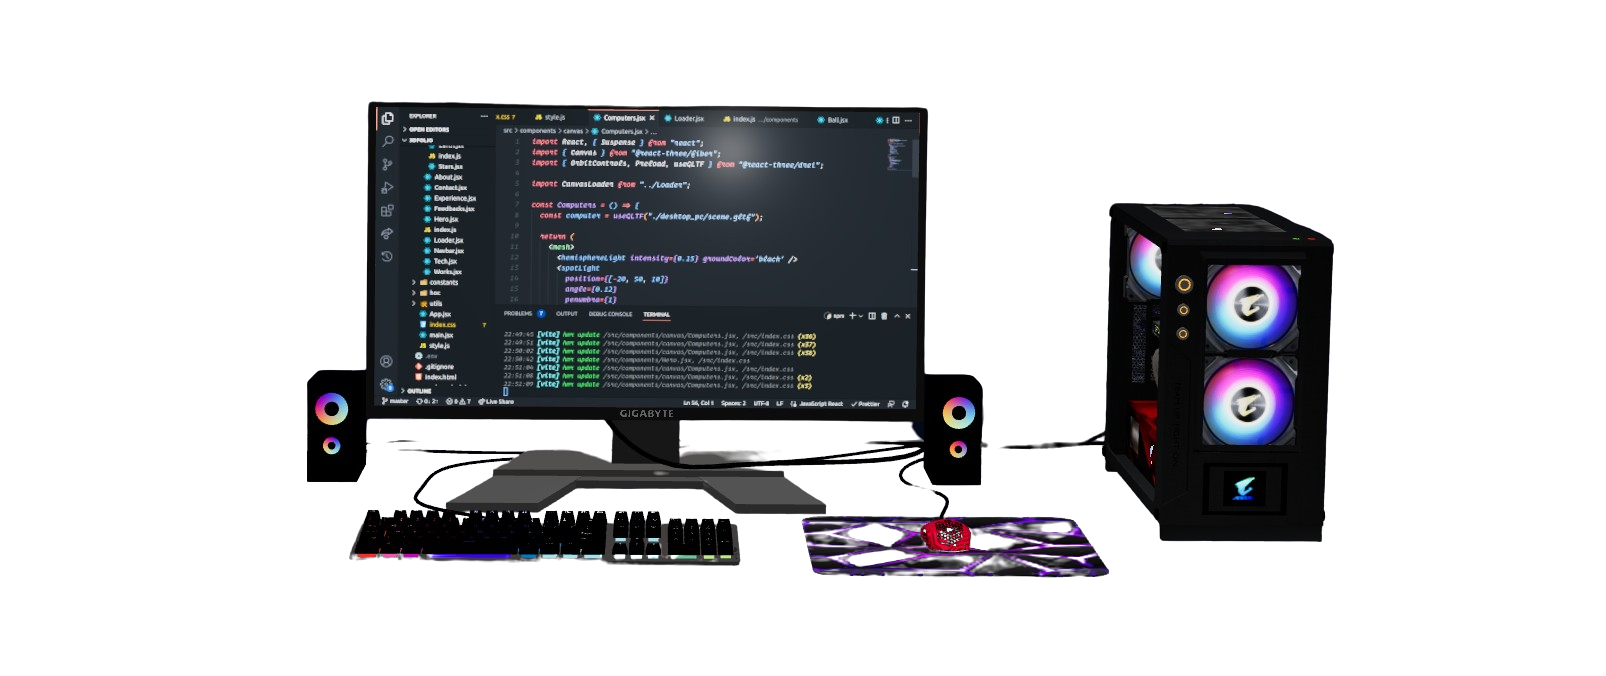 EXPLORER
OPEN EDITORS
3DFOLIO
index.js
Stars.jsx
About.jsx
Contact.jsx
Experience.jsx
Feedbacks.jsx
Hero.jsx
index.js
Loader.jsx
Navbar.jsx
Tech.jsx
Works.jsx
constants
hoc
utils
App.jsx
index.css 7
main.jsx
style.js
.env
.gitignore
index.html
OUTLINE
x.css 7 style.js Computers.jsx Loader.jsx index.js .../components Ball.jsx
src > components > canvas > Computers.jsx > ...
1 import React, { Suspense } from "react";
2 import { Canvas } from "@react-three/fiber";
3 import { OrbitControls, Preload, useGLTF } from "@react-three/drei";
4
5 import CanvasLoader from "../Loader";
6
7 const Computers = () => {
8 const computer = useGLTF("./desktop_pc/scene.gltf");
9
10 return (
11 <mesh>
12 <hemisphereLight intensity={0.15} groundColor='black' />
13 <spotLight
14 position={[-20, 50, 10]}
15 angle={0.12}
16 penumbra={1}
PROBLEMS 7 OUTPUT DEBUG CONSOLE TERMINAL npm
22:49:45 [vite] hmr update /src/components/canvas/Computers.jsx, /src/index.css (x36)
22:49:51 [vite] hmr update /src/components/canvas/Computers.jsx, /src/index.css (x37)
22:50:02 [vite] hmr update /src/components/canvas/Computers.jsx, /src/index.css (x38)
22:50:42 [vite] hmr update /src/components/Hero.jsx, /src/index.css
22:51:04 [vite] hmr update /src/components/canvas/Computers.jsx, /src/index.css
22:51:06 [vite] hmr update /src/components/canvas/Computers.jsx, /src/index.css (x2)
22:51:09 [vite] hmr update /src/components/canvas/Computers.jsx, /src/index.css (x3)
master 0 7 Live Share Ln 56, Col 1 Spaces: 2 UTF-8 LF JavaScript React Prettier
GIGABYTE